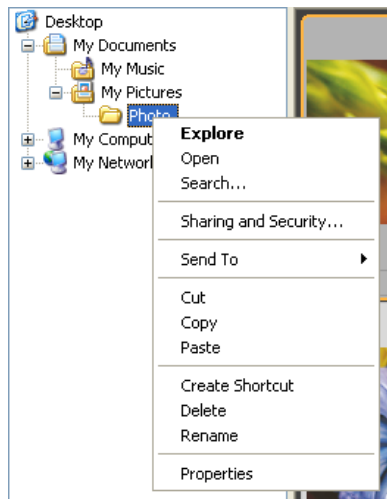 Desktop
My Documents
My Music
My Pictures
Photo
My Comput
My Network
Explore
Open
Search...
Sharing and Security...
Send To
Cut
Copy
Paste
Create Shortcut
Delete
Rename
Properties